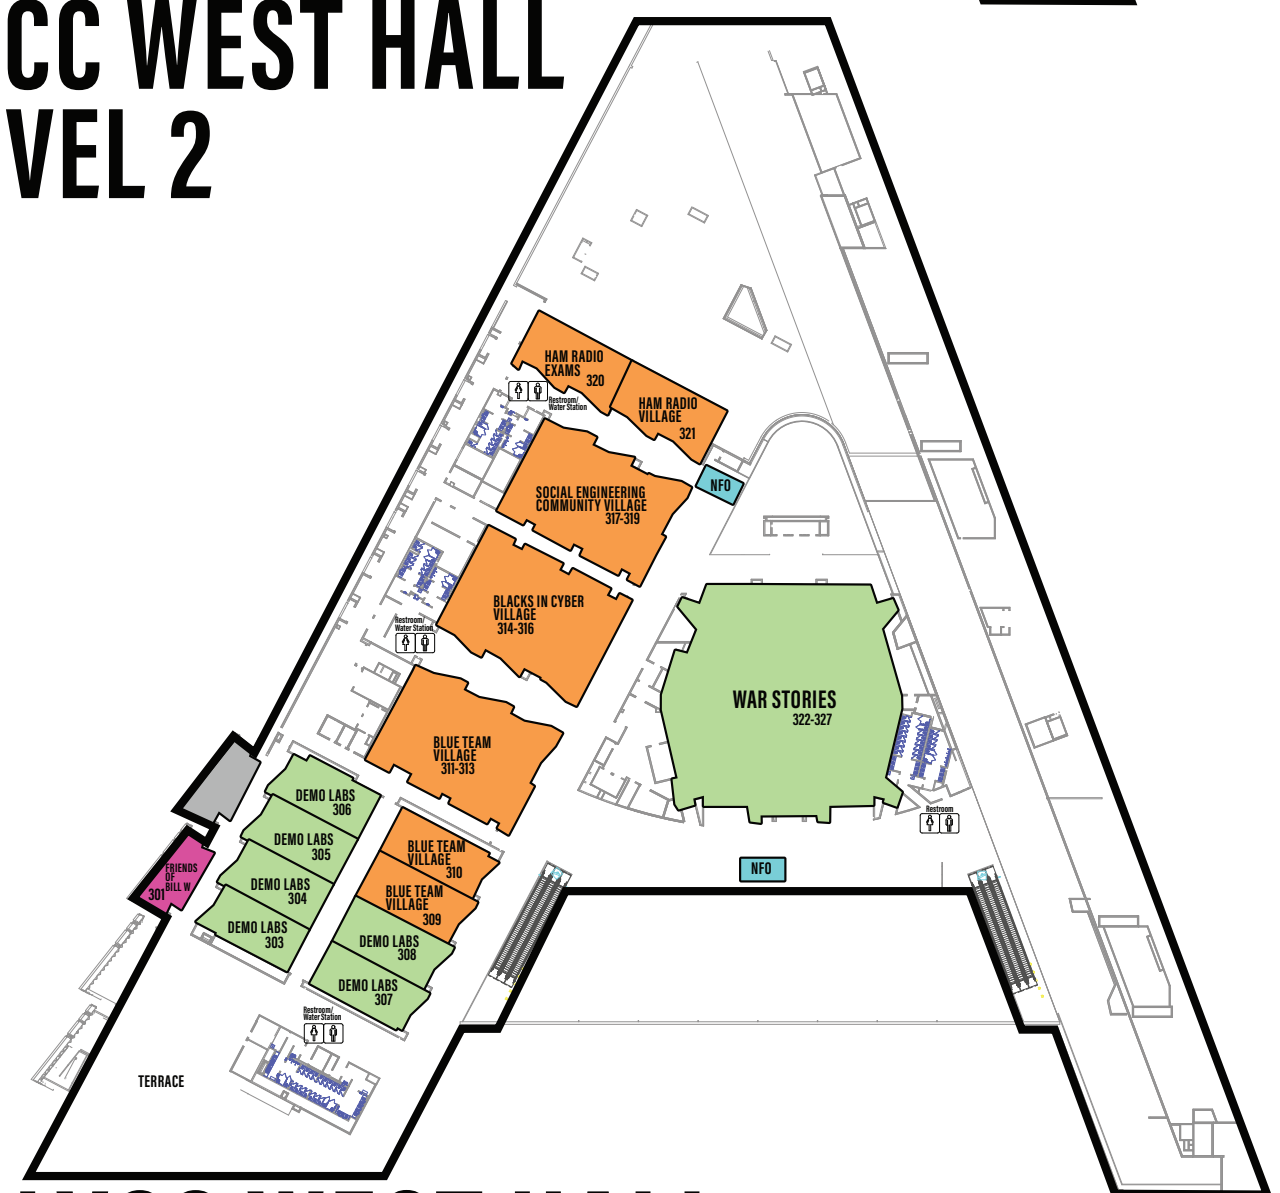 CC WEST HALL
VEL 2
HAM RADIO
EXAMS
320
Restroom/
Water Station
HAM RADIO
VILLAGE
321
NFO
SOCIAL ENGINEERING
COMMUNITY VILLAGE
317-319
BLACKS IN CYBER
VILLAGE
314-316
Restroom/
Water Station
WAR STORIES
322-327
BLUE TEAM
VILLAGE
311-313
DEMO LABS
306
DEMO LABS
305
DEMO LABS
304
DEMO LABS
303
FRIENDS
OF
BILL W
301
BLUE TEAM
VILLAGE
310
BLUE TEAM
VILLAGE
309
DEMO LABS
308
DEMO LABS
307
Restroom
NFO
Restroom/
Water Station
TERRACE
WEST HALL